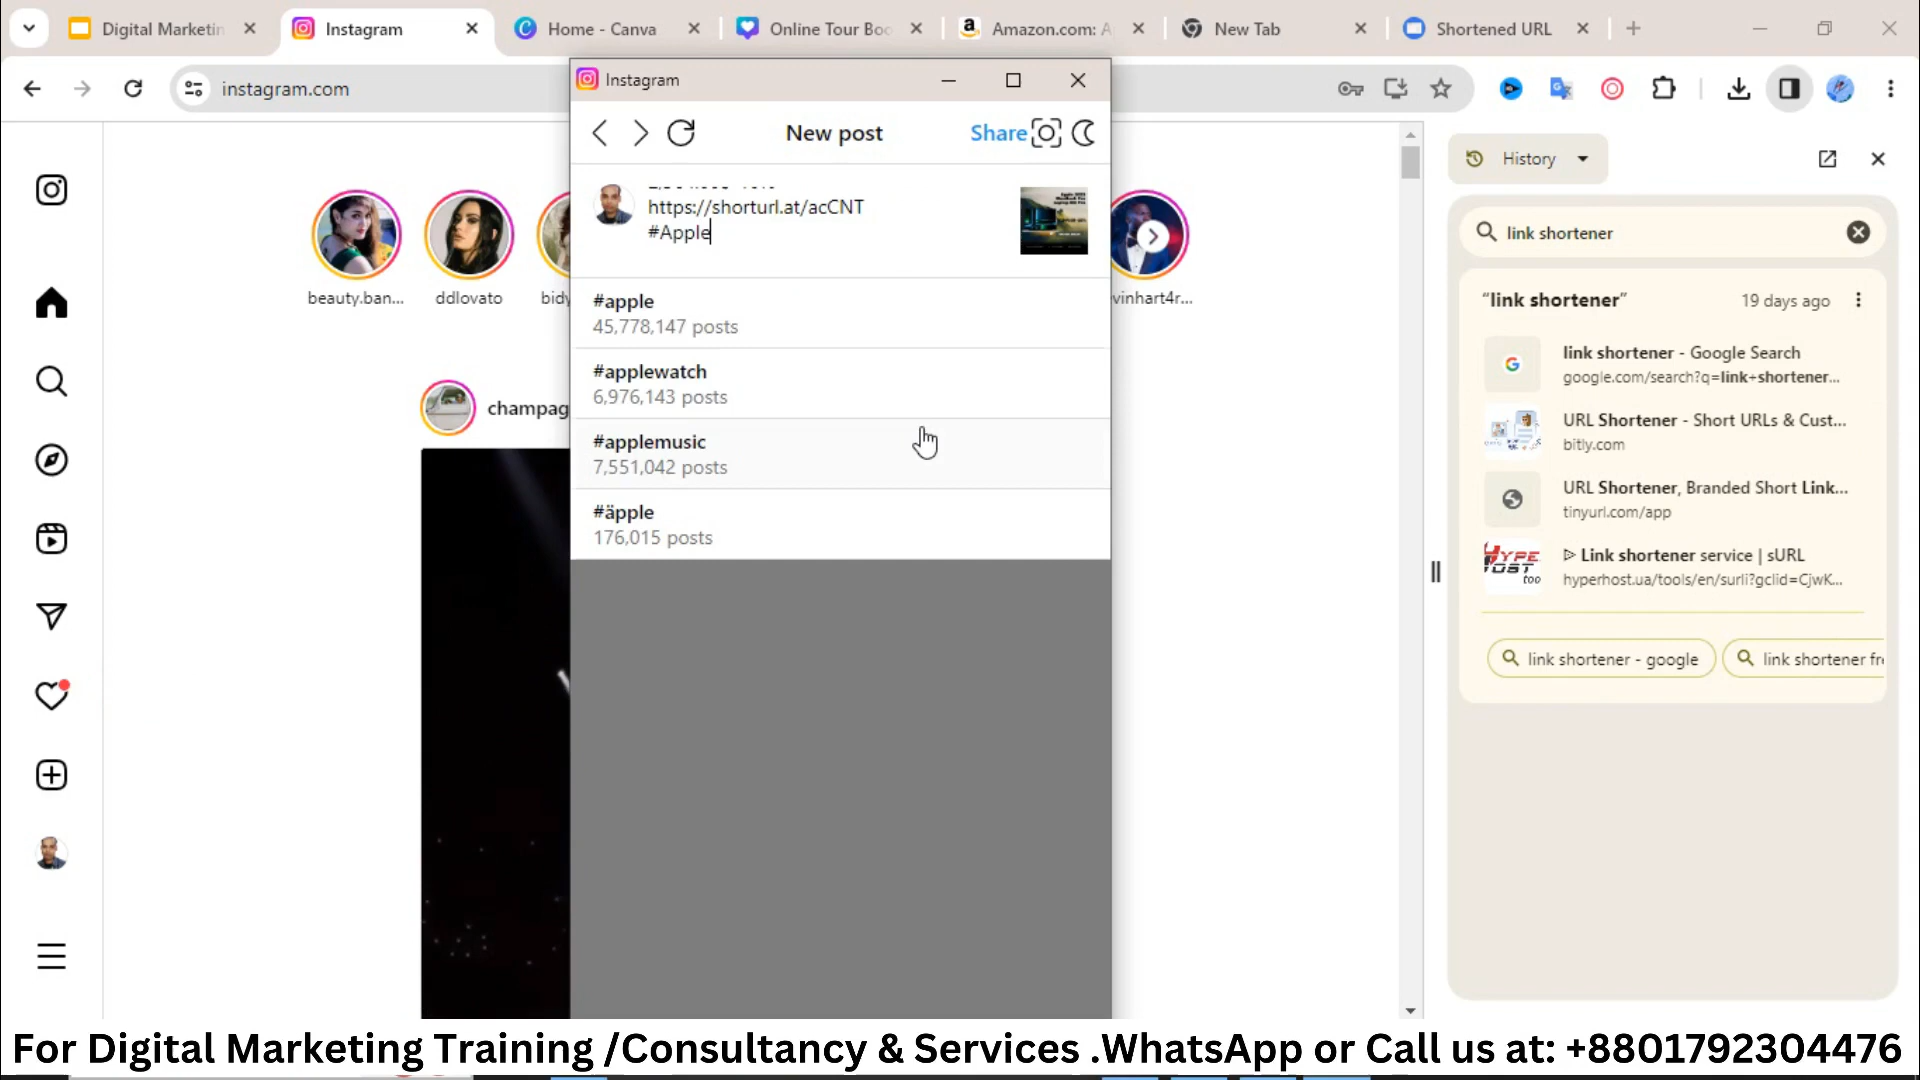 Digital Marketin
Instagram
Home - Canva
Online Tour Boo
Amazon.com: A
New Tab
Shortened URL
instagram.com
Instagram
New post
Share
https://shorturl.at/acCNT
#Apple
#apple
45,778,147 posts
#applewatch
6,976,143 posts
#applemusic
7,551,042 posts
#äpple
176,015 posts
beauty.ban...
ddlovato
bidy
vinhart4r...
champag
History
link shortener
"link shortener"
19 days ago
link shortener - Google Search
google.com/search?q=link+shortener...
URL Shortener - Short URLs & Cust...
bitly.com
URL Shortener, Branded Short Link...
tinyurl.com/app
ᐅ Link shortener service | sURL
hyperhost.ua/tools/en/surli?gclid=CjwK...
link shortener - google
link shortener fr
For Digital Marketing Training /Consultancy & Services .WhatsApp or Call us at: +8801792304476